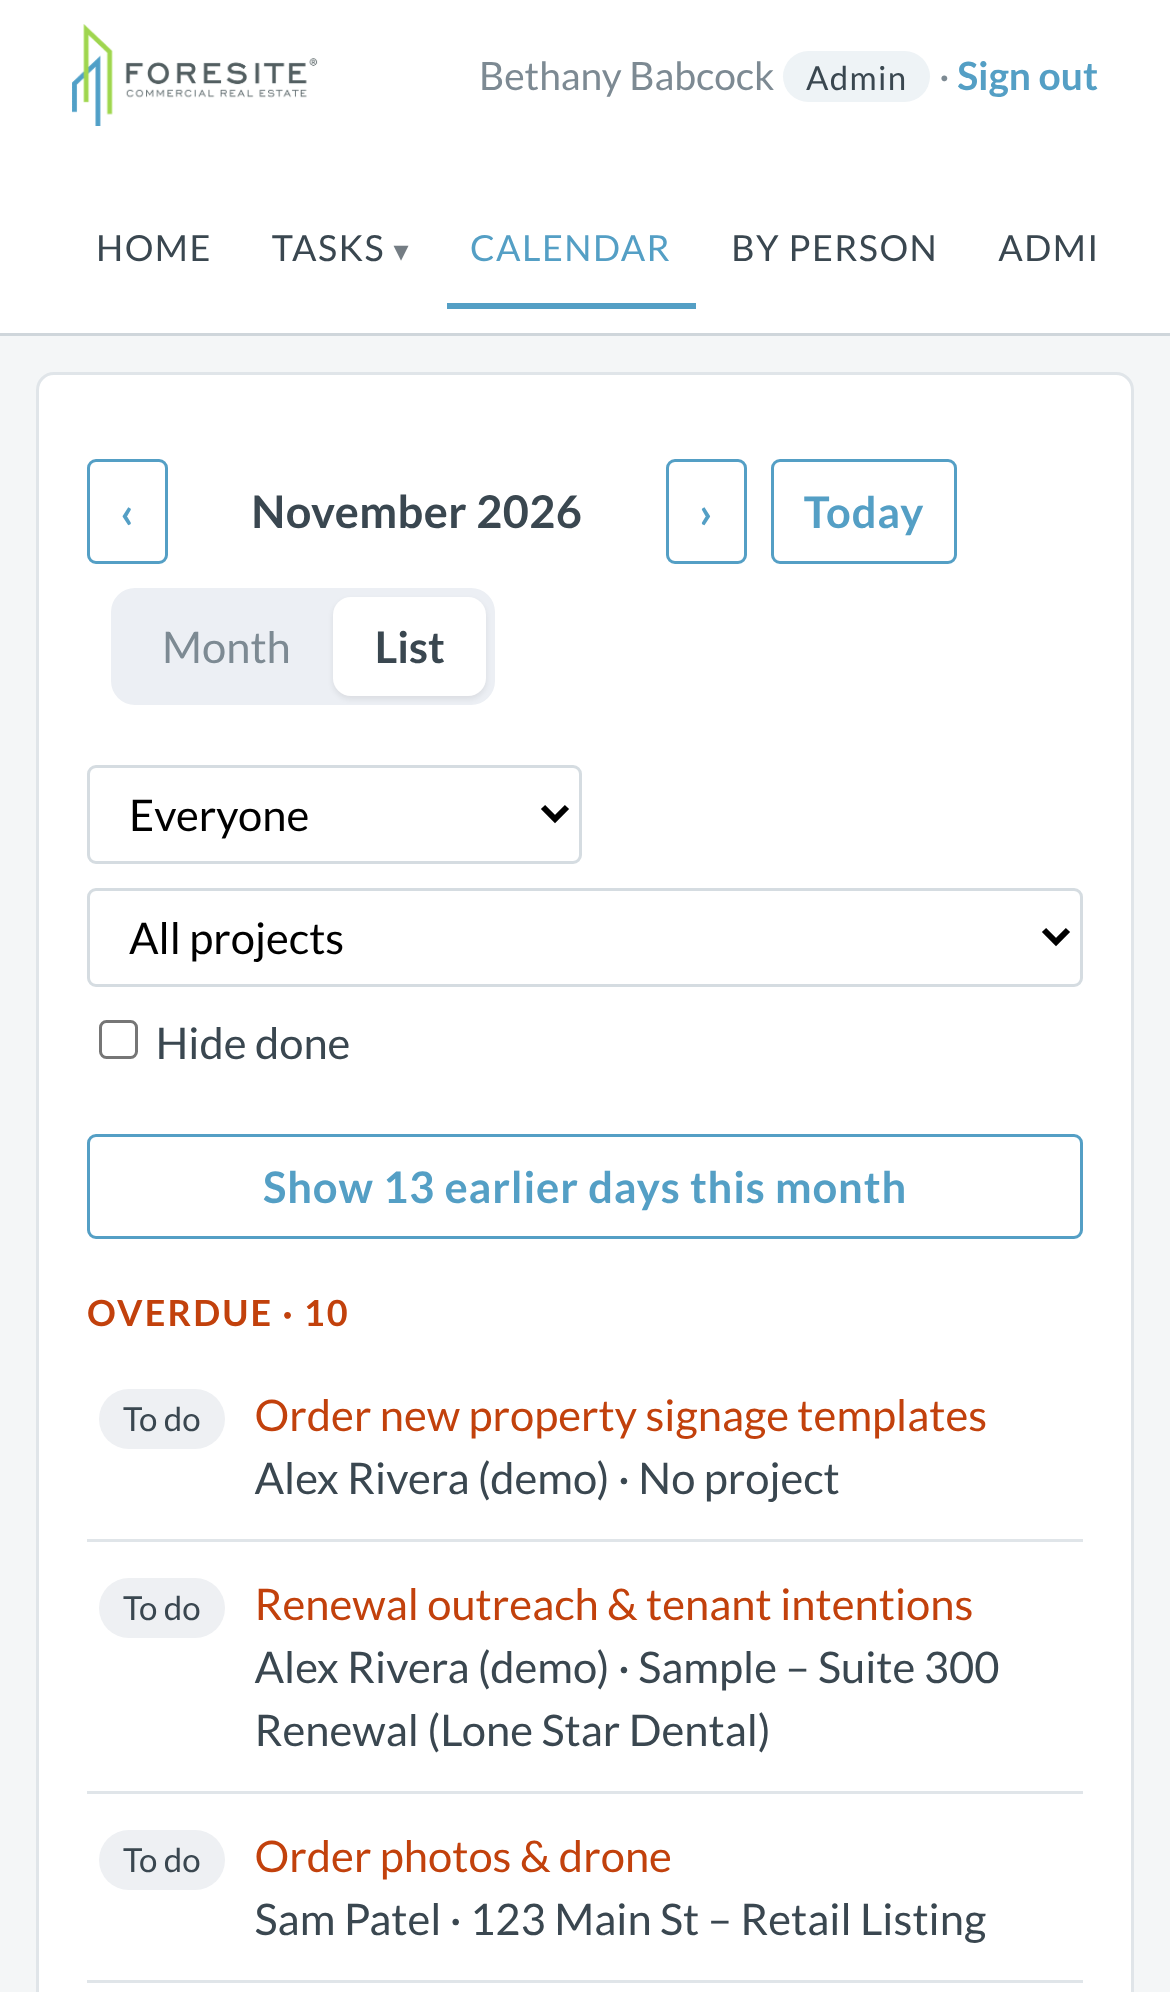 FORESITE®
COMMERCIAL REAL ESTATE
Bethany Babcock Admin · Sign out
HOME TASKS ▾ CALENDAR BY PERSON ADMI
‹ November 2026 › Today
Month List
Everyone
All projects
Hide done
Show 13 earlier days this month
OVERDUE · 10
To do Order new property signage templates
Alex Rivera (demo) · No project
To do Renewal outreach & tenant intentions
Alex Rivera (demo) · Sample – Suite 300
Renewal (Lone Star Dental)
To do Order photos & drone
Sam Patel · 123 Main St – Retail Listing